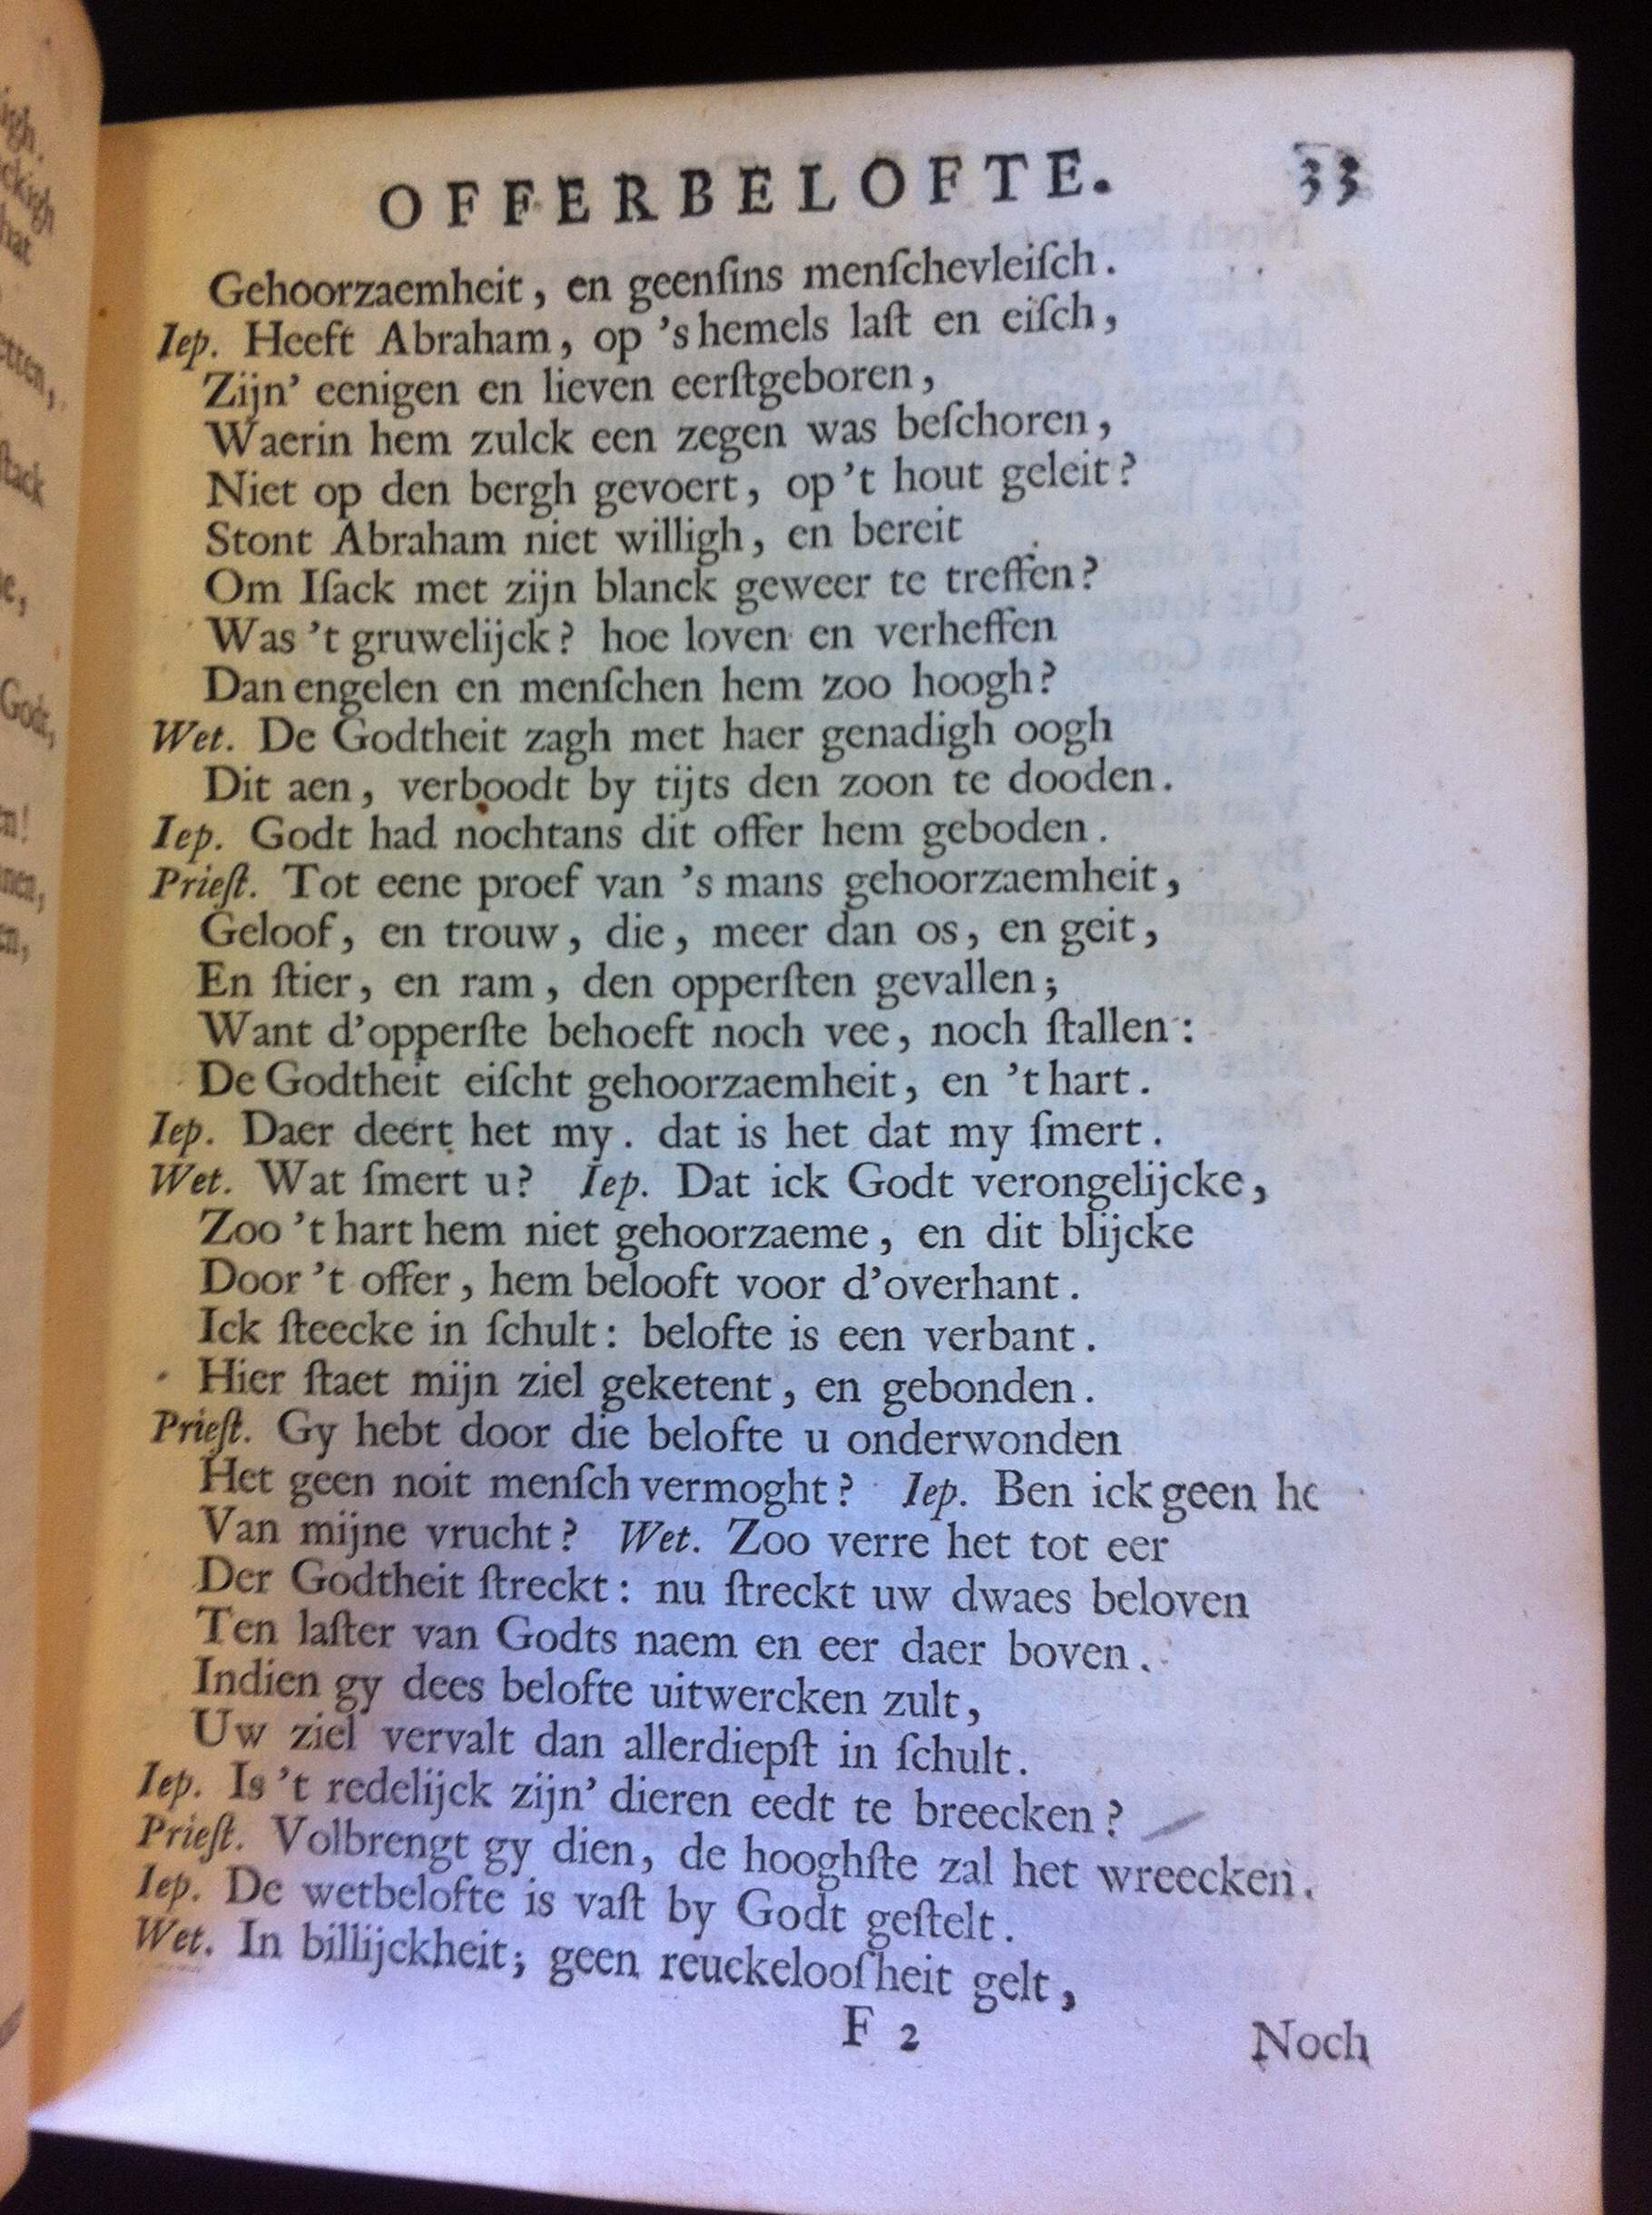 OFFERBELOFTE. 33
Gehoorzaemheit, en geenſins menſchevleiſch.
Iep. Heeft Abraham, op 's hemels laſt en eiſch,
Zijn' eenigen en lieven eerſtgeboren,
Waerin hem zulck een zegen was beſchoren,
Niet op den bergh gevoert, op 't hout geleit?
Stont Abraham niet willigh, en bereit
Om Iſack met zijn blanck geweer te treffen?
Was 't gruwelijck? hoe loven en verheffen
Dan engelen en menſchen hem zoo hoogh?
Wet. De Godtheit zagh met haer genadigh oogh
Dit aen, verboodt by tijts den zoon te dooden.
Iep. Godt had nochtans dit offer hem geboden.
Prieſt. Tot eene proef van 's mans gehoorzaemheit,
Geloof, en trouw, die, meer dan os, en geit,
En ſtier, en ram, den opperſten gevallen;
Want d'opperſte behoeft noch vee, noch ſtallen:
De Godtheit eiſcht gehoorzaemheit, en 't hart.
Iep. Daer deert het my. dat is het dat my ſmert.
Wet. Wat ſmert u? Iep. Dat ick Godt verongelijcke,
Zoo 't hart hem niet gehoorzaeme, en dit blijcke
Door 't offer, hem belooft voor d'overhant.
Ick ſteecke in ſchult: belofte is een verbant.
Hier ſtaet mijn ziel geketent, en gebonden.
Prieſt. Gy hebt door die belofte u onderwonden
Het geen noit menſch vermoght? Iep. Ben ick geen
Van mijne vrucht? Wet. Zoo verre het tot eer
Der Godtheit ſtreckt: nu ſtreckt uw dwaes beloven
Ten laſter van Godts naem en eer daer boven.
Indien gy dees belofte uitwercken zult,
Uw ziel vervalt dan allerdiepſt in ſchult.
Iep. Is 't redelijck zijn' dieren eedt te breecken?
Prieſt. Volbrengt gy dien, de hooghſte zal het wreecken.
Iep. De wetbelofte is vaſt by Godt geſtelt.
Wet. In billijckheit; geen reuckelooſheit gelt,
F 2 Noch